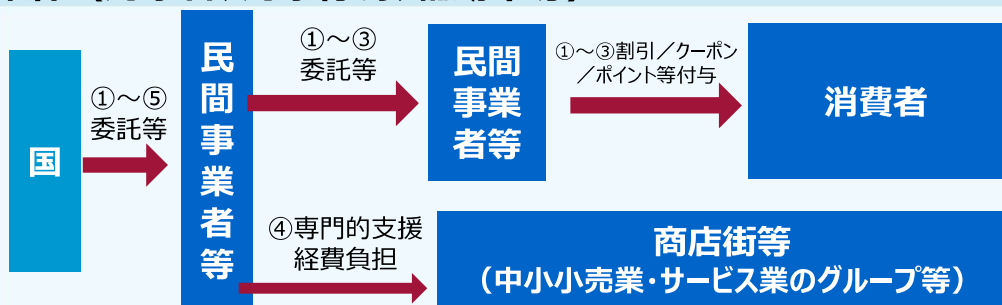 国
①～⑤
委託等
民間事業者等
①～③
委託等
民間
事業
者等
①～③割引／クーポン
／ポイント等付与
消費者
④専門的支援
経費負担
商店街等
（中小小売業・サービス業のグループ等）